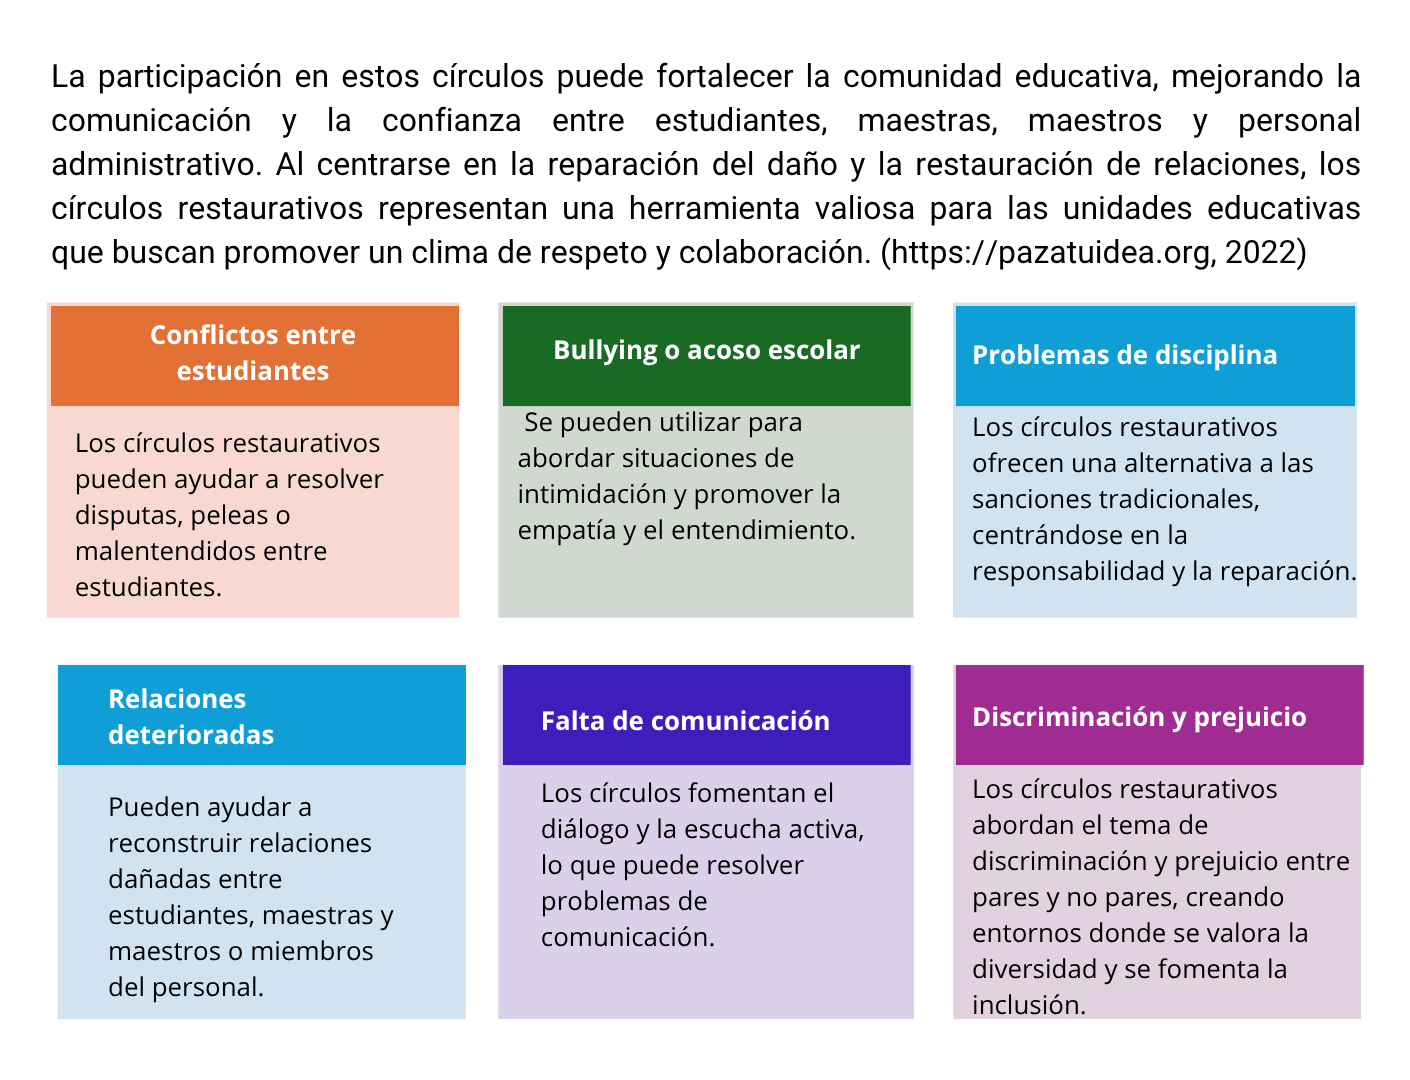 La participación en estos círculos puede fortalecer la comunidad educativa, mejorando la
comunicación y la confianza entre estudiantes, maestras, maestros y personal
administrativo. Al centrarse en la reparación del daño y la restauración de relaciones, los
círculos restaurativos representan una herramienta valiosa para las unidades educativas
que buscan promover un clima de respeto y colaboración. (https://pazatuidea.org, 2022)
Conflictos entre
estudiantes
Los círculos restaurativos
pueden ayudar a resolver
disputas, peleas o
malentendidos entre
estudiantes.
Bullying o acoso escolar
Se pueden utilizar para
abordar situaciones de
intimidación y promover la
empatía y el entendimiento.
Problemas de disciplina
Los círculos restaurativos
ofrecen una alternativa a las
sanciones tradicionales,
centrándose en la
responsabilidad y la reparación.
Relaciones
deterioradas
Pueden ayudar a
reconstruir relaciones
dañadas entre
estudiantes, maestras y
maestros o miembros
del personal.
Falta de comunicación
Los círculos fomentan el
diálogo y la escucha activa,
lo que puede resolver
problemas de
comunicación.
Discriminación y prejuicio
Los círculos restaurativos
abordan el tema de
discriminación y prejuicio entre
pares y no pares, creando
entornos donde se valora la
diversidad y se fomenta la
inclusión.